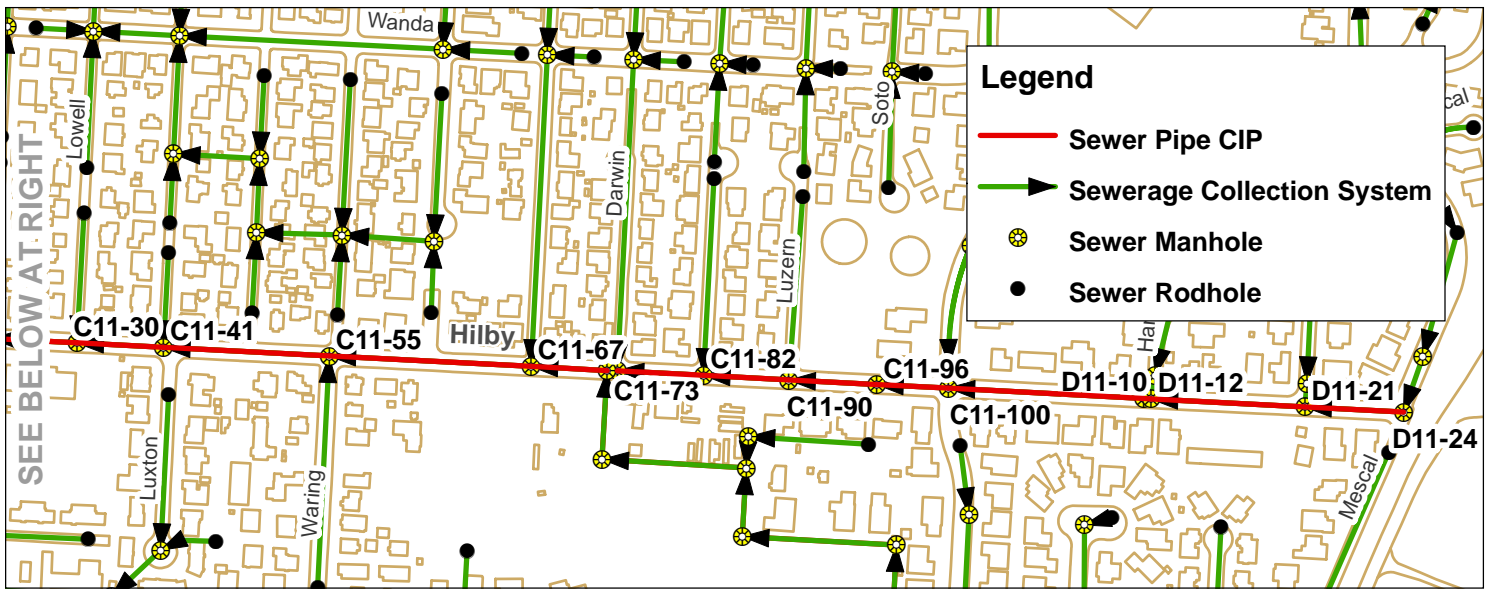 Wanda
Lowell
Soto
Legend
Sewer Pipe CIP
Sewerage Collection System
Sewer Manhole
Sewer Rodhole
cal
Darwin
Luzern
SEE BELOW AT RIGHT
C11-30
C11-41
C11-55
Hilby
C11-67
C11-73
C11-82
C11-90
C11-96
C11-100
Har
D11-10
D11-12
D11-21
D11-24
Luxton
Waring
Mescal